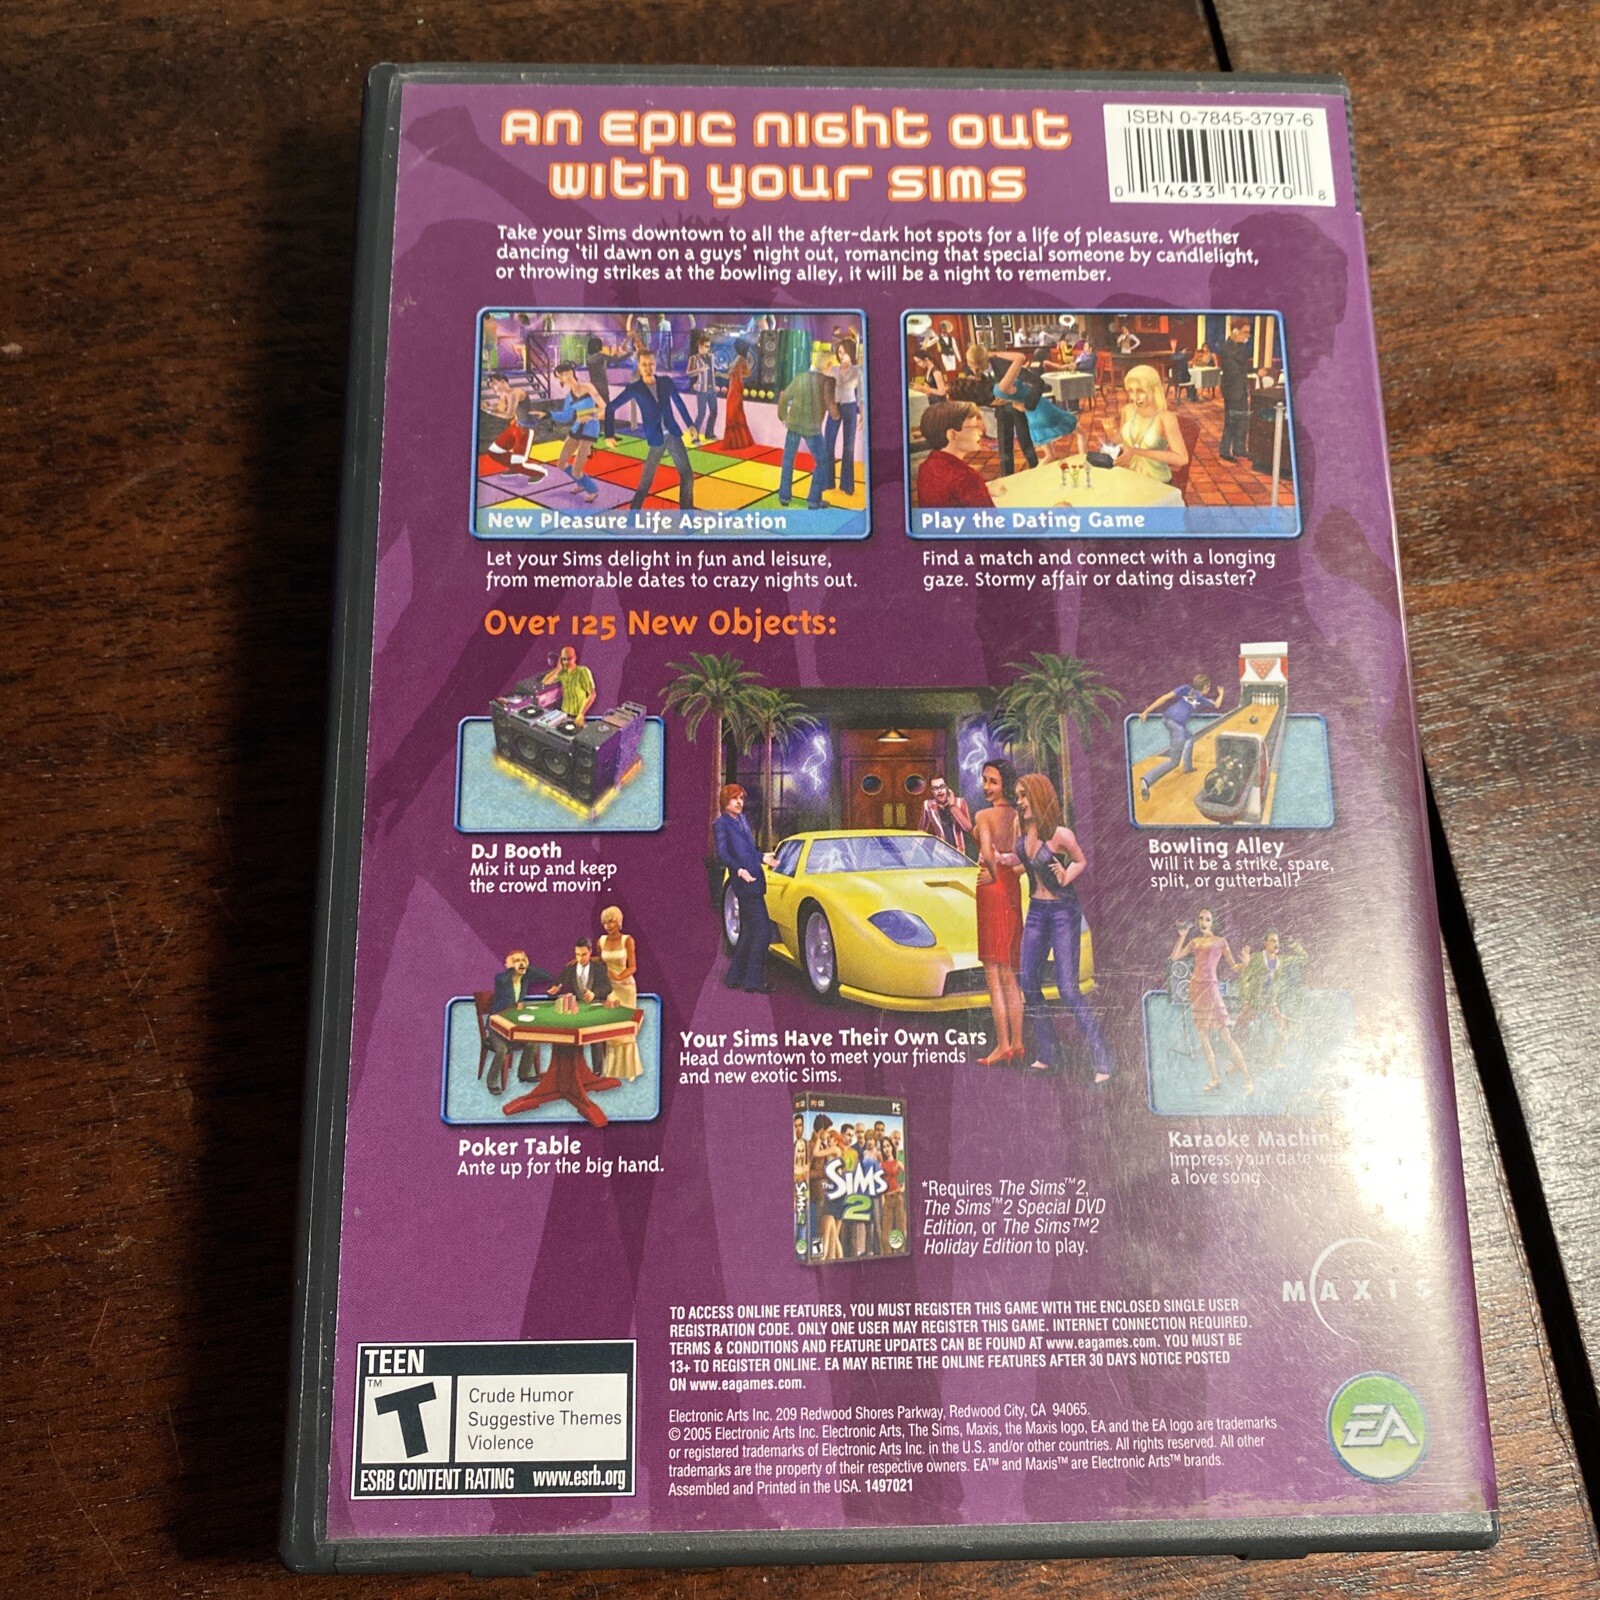 An Epic Night Out
with your sims
ISBN 0-7845-3797-6
0 14633 14970 8
Take your Sims downtown to all the after-dark hot spots for a life of pleasure. Whether
dancing 'til dawn on a guys' night out, romancing that special someone by candlelight,
or throwing strikes at the bowling alley, it will be a night to remember.
New Pleasure Life Aspiration
Let your Sims delight in fun and leisure,
from memorable dates to crazy nights out.
Play the Dating Game
Find a match and connect with a longing
gaze. Stormy affair or dating disaster?
Over 125 New Objects:
DJ Booth
Mix it up and keep
the crowd movin'.
Bowling Alley
Will it be a strike, spare,
split, or gutterball?
Your Sims Have Their Own Cars
Head downtown to meet your friends
and new exotic Sims.
Poker Table
Ante up for the big hand.
Karaoke
Impress your date
a love song.
PC
The Sims 2
*Requires The Sims™2,
The Sims™2 Special DVD
Edition, or The Sims™2
Holiday Edition to play.
MAXIS
TO ACCESS ONLINE FEATURES, YOU MUST REGISTER THIS GAME WITH THE ENCLOSED SINGLE USER
REGISTRATION CODE. ONLY ONE USER MAY REGISTER THIS GAME. INTERNET CONNECTION REQUIRED.
TERMS & CONDITIONS AND FEATURE UPDATES CAN BE FOUND AT www.eagames.com. YOU MUST BE
13+ TO REGISTER ONLINE. EA MAY RETIRE THE ONLINE FEATURES AFTER 30 DAYS NOTICE POSTED
ON www.eagames.com.
TEEN
T™
Crude Humor
Suggestive Themes
Violence
ESRB CONTENT RATING www.esrb.org
Electronic Arts Inc. 209 Redwood Shores Parkway, Redwood City, CA 94065.
© 2005 Electronic Arts Inc. Electronic Arts, The Sims, Maxis, the Maxis logo, EA and the EA logo are trademarks
or registered trademarks of Electronic Arts Inc. in the U.S. and/or other countries. All rights reserved. All other
trademarks are the property of their respective owners. EA™ and Maxis™ are Electronic Arts™ brands.
Assembled and Printed in the USA. 1497021
EA